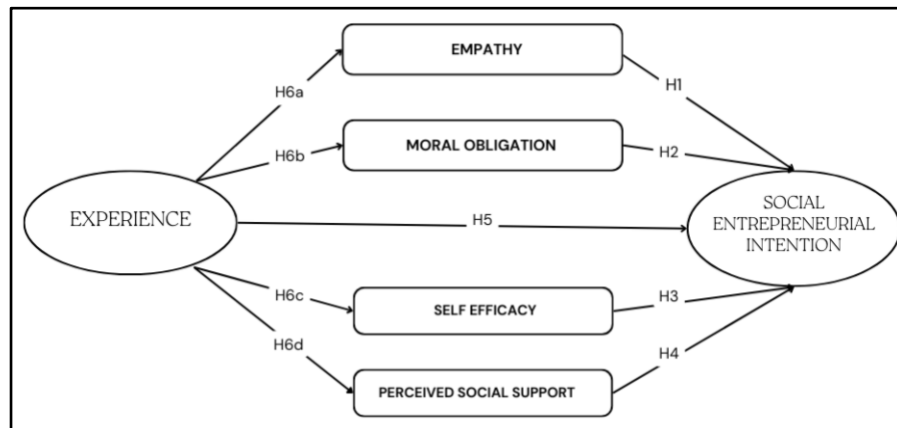 EMPATHY
H6a
H1
MORAL OBLIGATION
H6b
H2
EXPERIENCE
H5
SOCIAL
ENTREPRENEURIAL
INTENTION
H6c
SELF EFFICACY
H3
H6d
H4
PERCEIVED SOCIAL SUPPORT